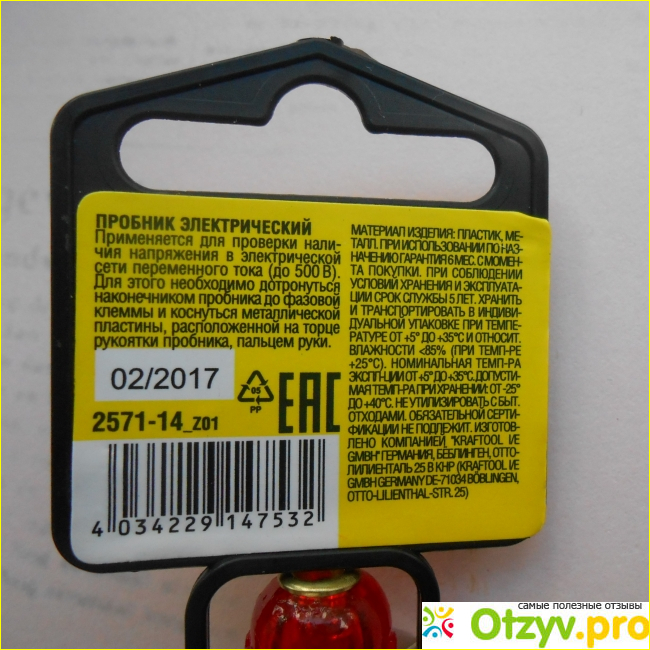 ПРОБНИК ЭЛЕКТРИЧЕСКИЙ
Применяется для проверки нали-
чия напряжения в электрической
сети переменного тока (до 500 В).
Для этого необходимо дотронуться
наконечником пробника до фазовой
клеммы и коснуться металлической
пластины, расположенной на торце
рукоятки пробника, пальцем руки.
02/2017
05
PP
EAC
2571-14_Z01
4 034229 147532
МАТЕРИАЛ ИЗДЕЛИЯ: ПЛАСТИК, МЕ-
ТАЛЛ. ПРИ ИСПОЛЬЗОВАНИИ ПО НАЗ-
НАЧЕНИЮ ГАРАНТИЯ 6 МЕС. С МОМЕН-
ТА ПОКУПКИ. ПРИ СОБЛЮДЕНИИ
УСЛОВИЙ ХРАНЕНИЯ И ЭКСПЛУАТА-
ЦИИ СРОК СЛУЖБЫ 5 ЛЕТ. ХРАНИТЬ
И ТРАНСПОРТИРОВАТЬ В ИНДИВИ-
ДУАЛЬНОЙ УПАКОВКЕ ПРИ ТЕМПЕ-
РАТУРЕ ОТ +5° ДО +35°С И ОТНОСИТ.
ВЛАЖНОСТИ <85% (ПРИ ТЕМП-РЕ
+25°С). НОМИНАЛЬНАЯ ТЕМП-РА
ЭКСПЛ-ЦИИ ОТ +5° ДО +35°С. ДОПУСТИ-
МАЯ ТЕМП-РА ПРИ ХРАНЕНИИ: ОТ -25°
ДО +40°С. НЕ УТИЛИЗИРОВАТЬ С БЫТ.
ОТХОДАМИ. ОБЯЗАТЕЛЬНОЙ СЕРТИ-
ФИКАЦИИ НЕ ПОДЛЕЖИТ. ИЗГОТОВ-
ЛЕНО КОМПАНИЕЙ, "KRAFTOOL I/E
GMBH" ГЕРМАНИЯ, БЁБЛИНГЕН, ОТТО-
ЛИЛИЕНТАЛЬ 25 В КНР (KRAFTOOL I/E
GMBH GERMANY DE-71034 BÖBLINGEN,
OTTO-LILIENTHAL-STR. 25)
самые полезные отзывы
Otzyv.pro